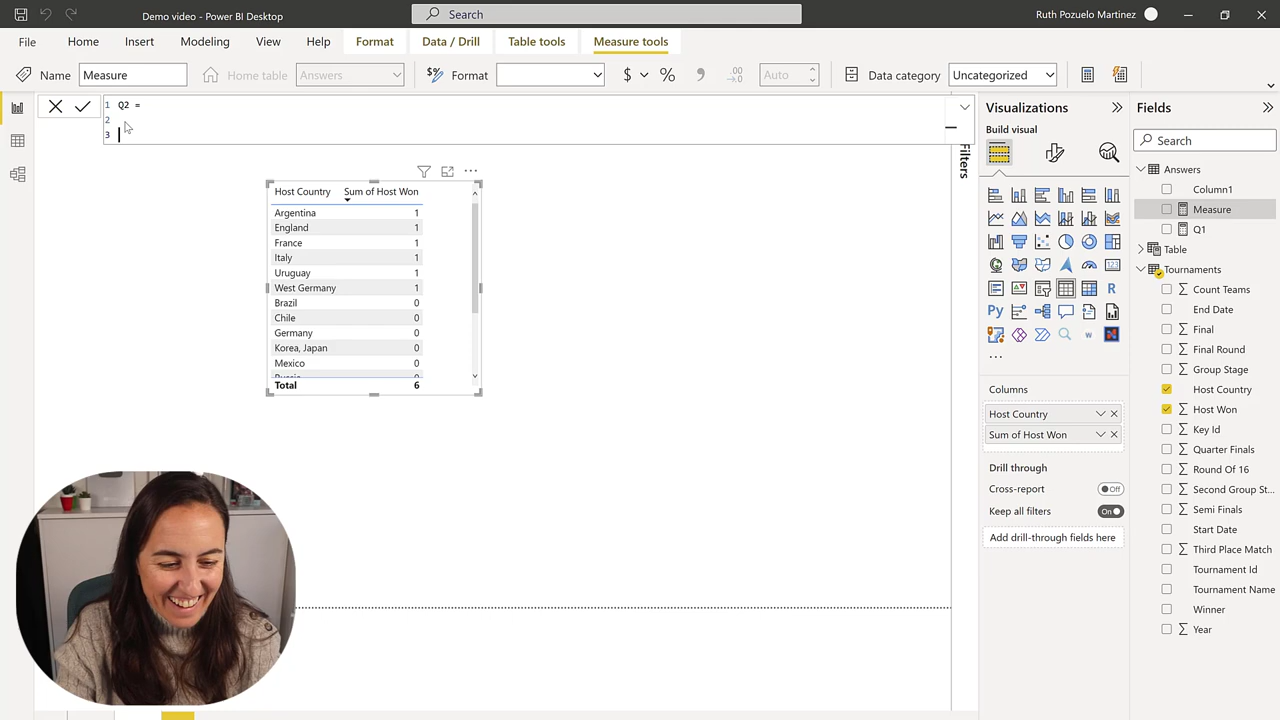 Demo video - Power BI Desktop
Search
Ruth Pozuelo Martinez
File Home Insert Modeling View Help Format Data / Drill Table tools Measure tools
Name Measure Home table Answers Format $ % 9 .00 Auto Data category Uncategorized
1 Q2 =
2
3
Filters
Host Country Sum of Host Won
Argentina 1
England 1
France 1
Italy 1
Uruguay 1
West Germany 1
Brazil 0
Chile 0
Germany 0
Korea, Japan 0
Mexico 0
Russia 0
Total 6
Visualizations
Build visual
R
Py
w
Columns
Host Country
Sum of Host Won
Drill through
Cross-report Off
Keep all filters On
Add drill-through fields here
Fields
Search
Answers
Column1
Measure
Q1
Table
Tournaments
Count Teams
End Date
Final
Final Round
Group Stage
Host Country
Host Won
Key Id
Quarter Finals
Round Of 16
Second Group St...
Semi Finals
Start Date
Third Place Match
Tournament Id
Tournament Name
Winner
Year